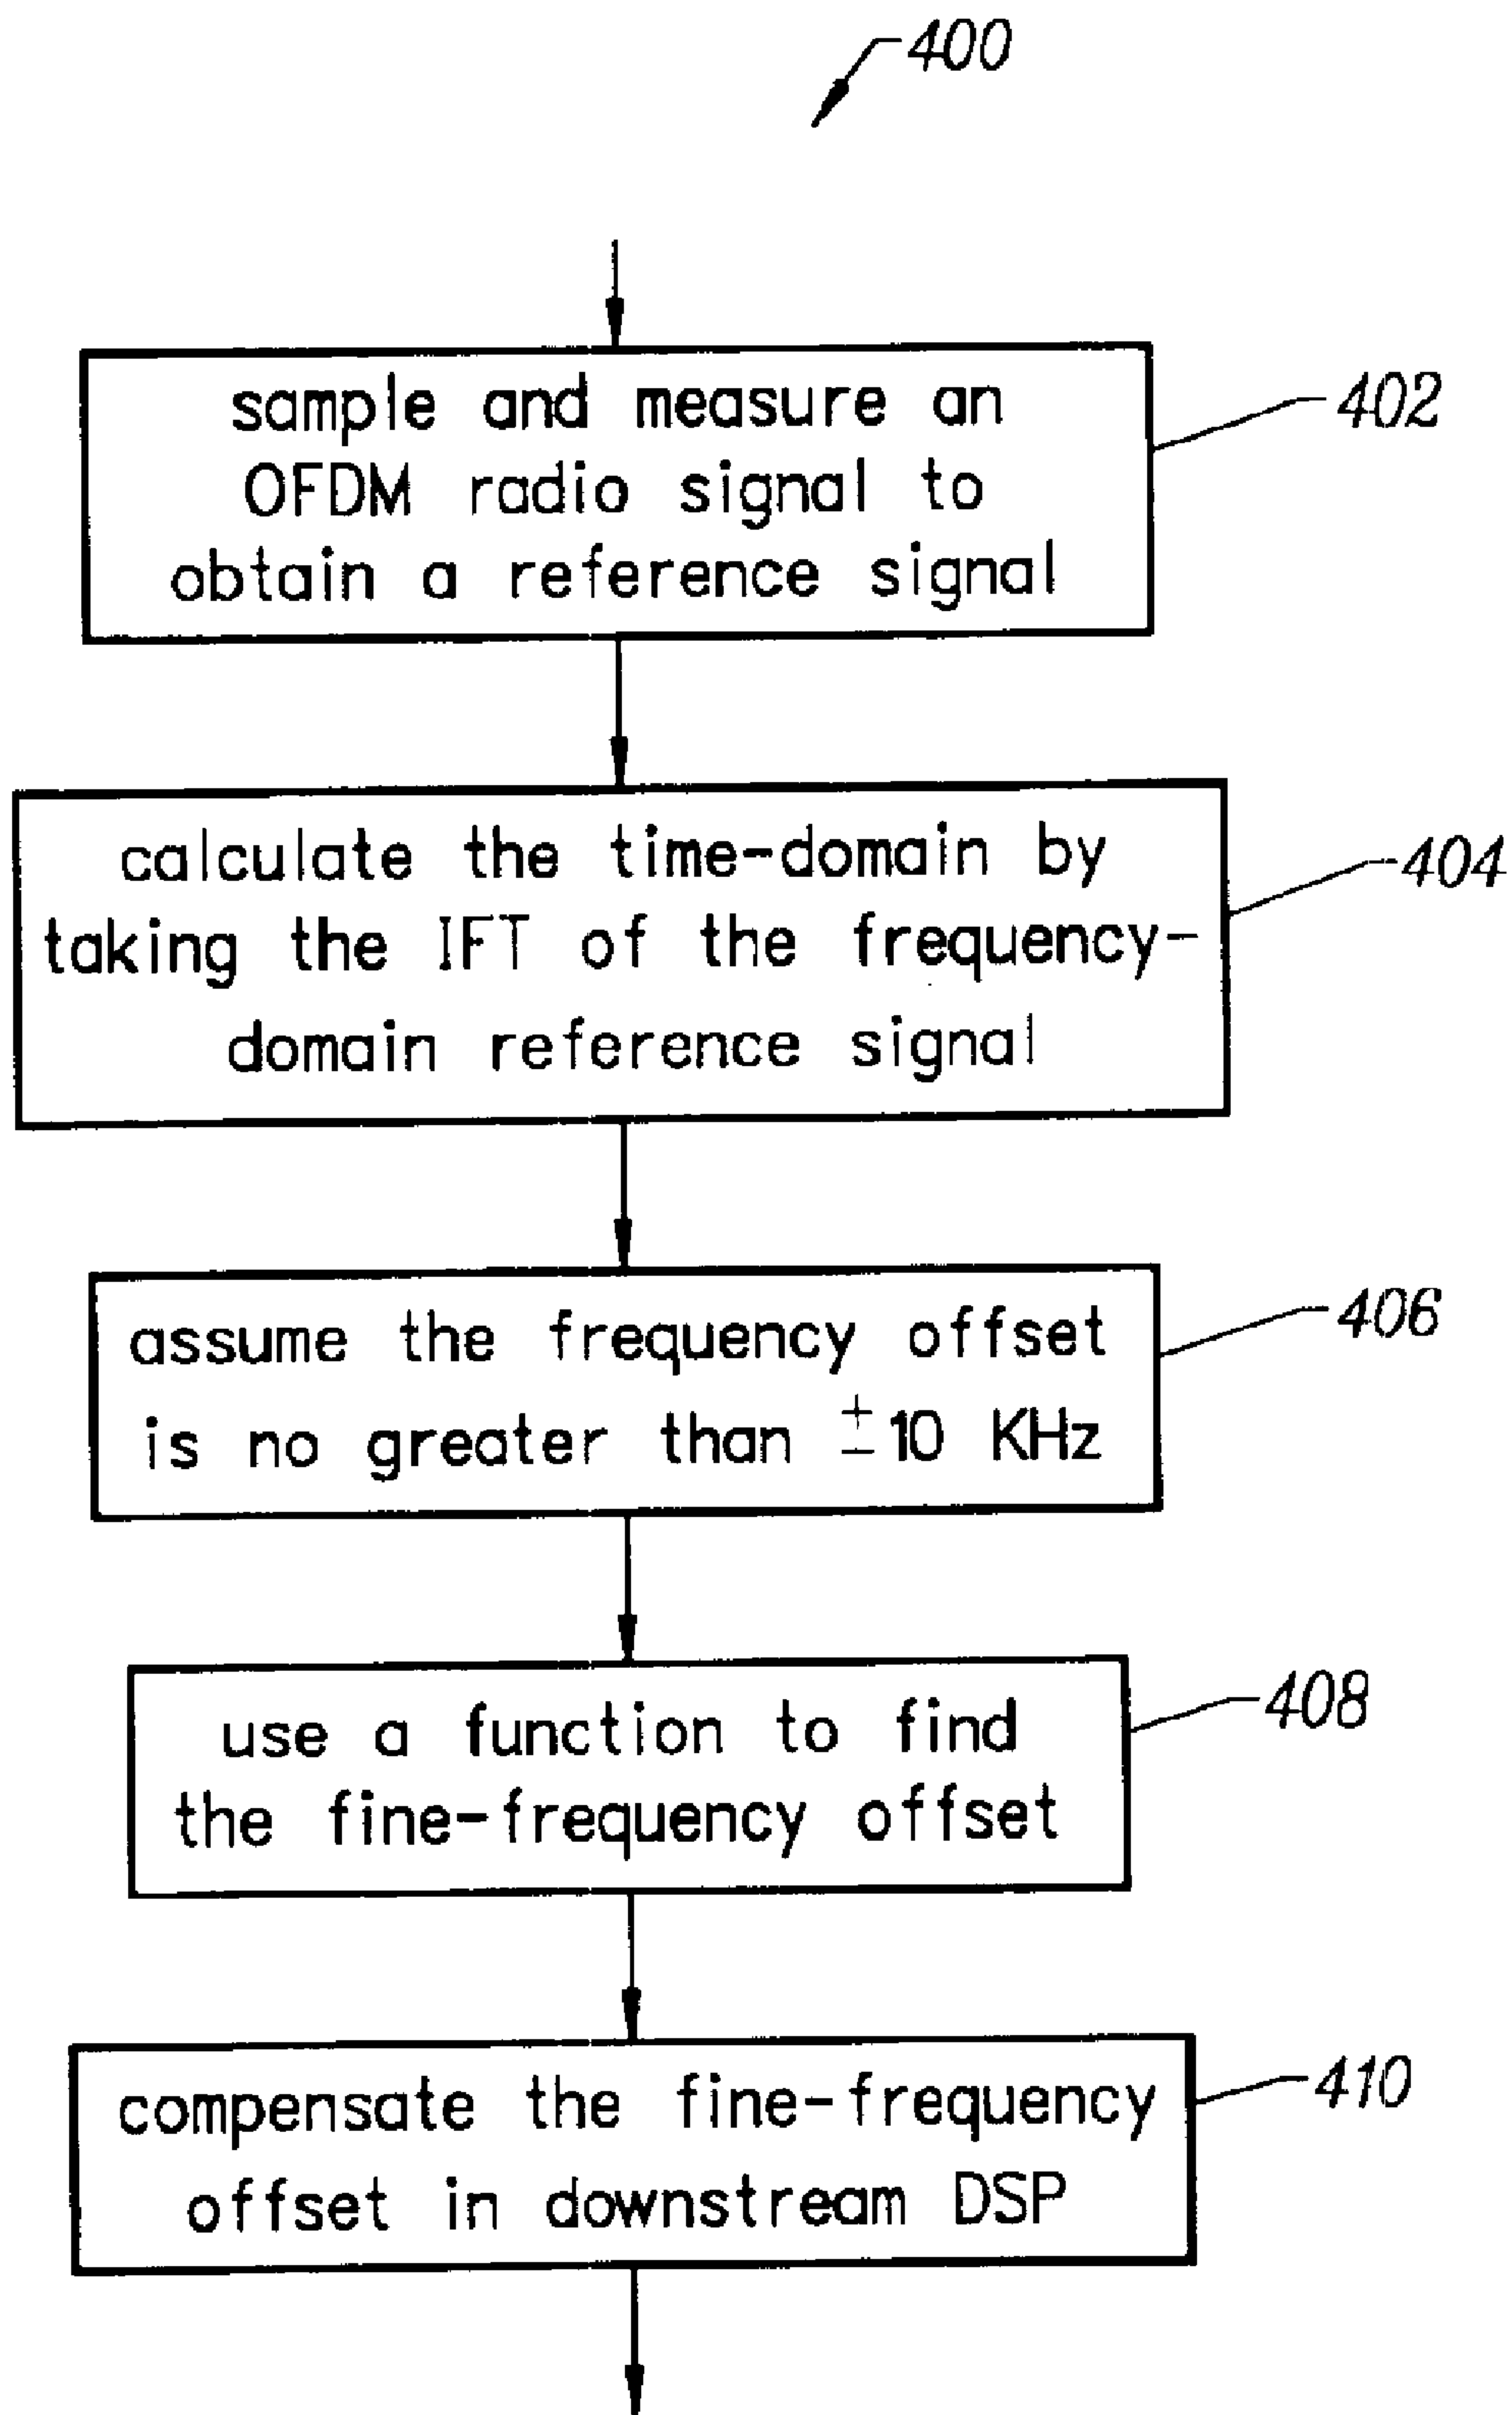 400
sample and measure an
OFDM radio signal to
obtain a reference signal
402
calculate the time-domain by
taking the IFT of the frequency-
domain reference signal
404
assume the frequency offset
is no greater than ±10 KHz
406
use a function to find
the fine-frequency offset
408
compensate the fine-frequency
offset in downstream DSP
410